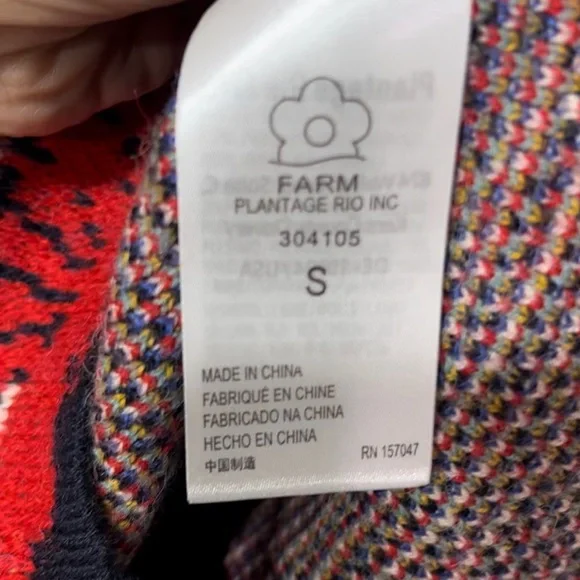 FARM
PLANTAGE RIO INC
304105
S
MADE IN CHINA
FABRIQUÉ EN CHINE
FABRICADO NA CHINA
HECHO EN CHINA
中国制造
RN 157047